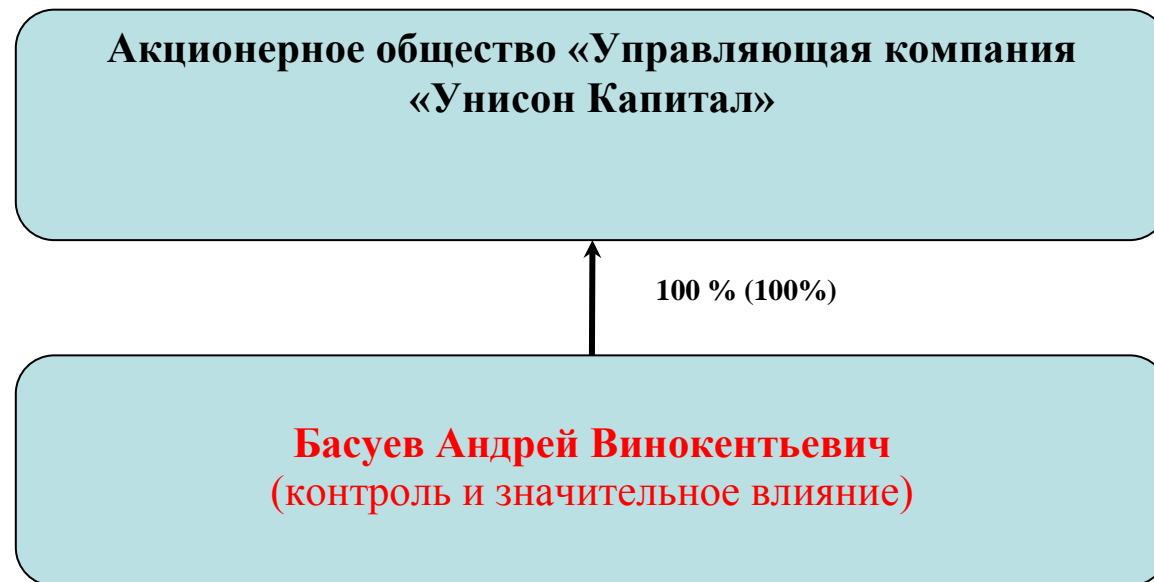 Акционерное общество «Управляющая компания
«Унисон Капитал»
100 % (100%)
Басуев Андрей Винокентьевич
(контроль и значительное влияние)